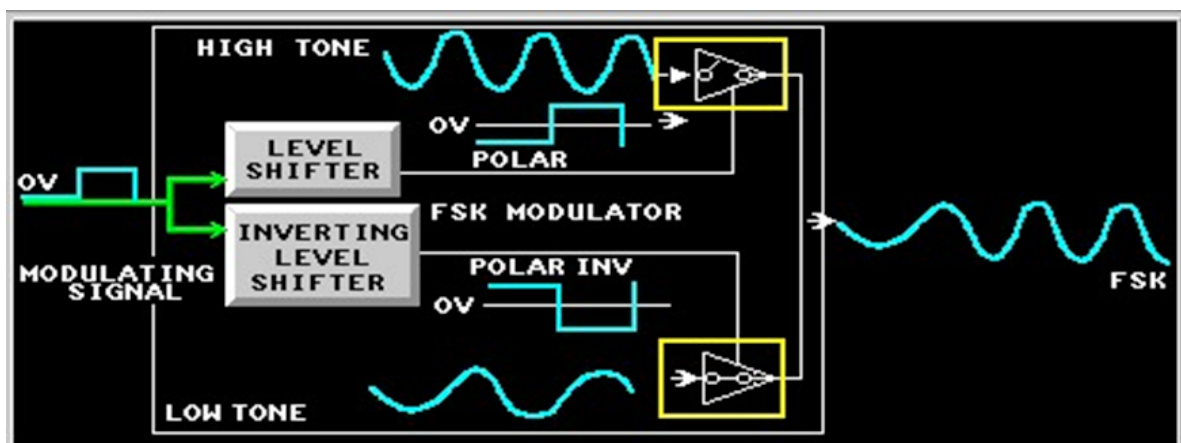 HIGH TONE
0V
POLAR
LEVEL
SHIFTER
0V
FSK MODULATOR
INVERTING
LEVEL
SHIFTER
MODULATING
SIGNAL
POLAR INV
0V
FSK
LOW TONE